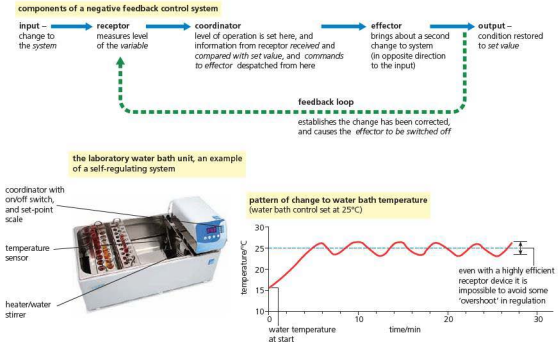 components of a negative feedback control system
input –
change to
the system
receptor
measures level
of the variable
coordinator
level of operation is set here, and
information from receptor received and
compared with set value, and commands
to effector despatched from here
effector
brings about a second
change to system
(in opposite direction
to the input)
output –
condition restored
to set value
feedback loop
establishes the change has been corrected,
and causes the effector to be switched off
the laboratory water bath unit, an example
of a self-regulating system
coordinator with
on/off switch,
and set-point
scale
temperature
sensor
heater/water
stirrer
pattern of change to water bath temperature
(water bath control set at 25°C)
temperature/°C
30
25
20
15
10
even with a highly efficient
receptor device it is
impossible to avoid some
'overshoot' in regulation
0
10
20
30
water temperature
at start
time/min